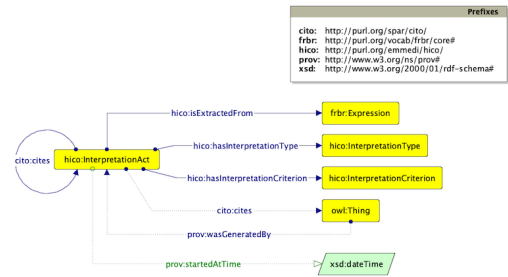 Prefixes
cito: http://purl.org/spar/cito/
frbr: http://purl.org/vocab/frbr/core#
hico: http://purl.org/emmedi/hico/
prov: http://www.w3.org/ns/prov#
xsd: http://www.w3.org/2000/01/rdf-schema#
hico:isExtractedFrom
frbr:Expression
hico:hasInterpretationType
hico:InterpretationType
cito:cites
hico:InterpretationAct
hico:hasInterpretationCriterion
hico:InterpretationCriterion
cito:cites
owl:Thing
prov:wasGeneratedBy
prov:startedAtTime
xsd:dateTime